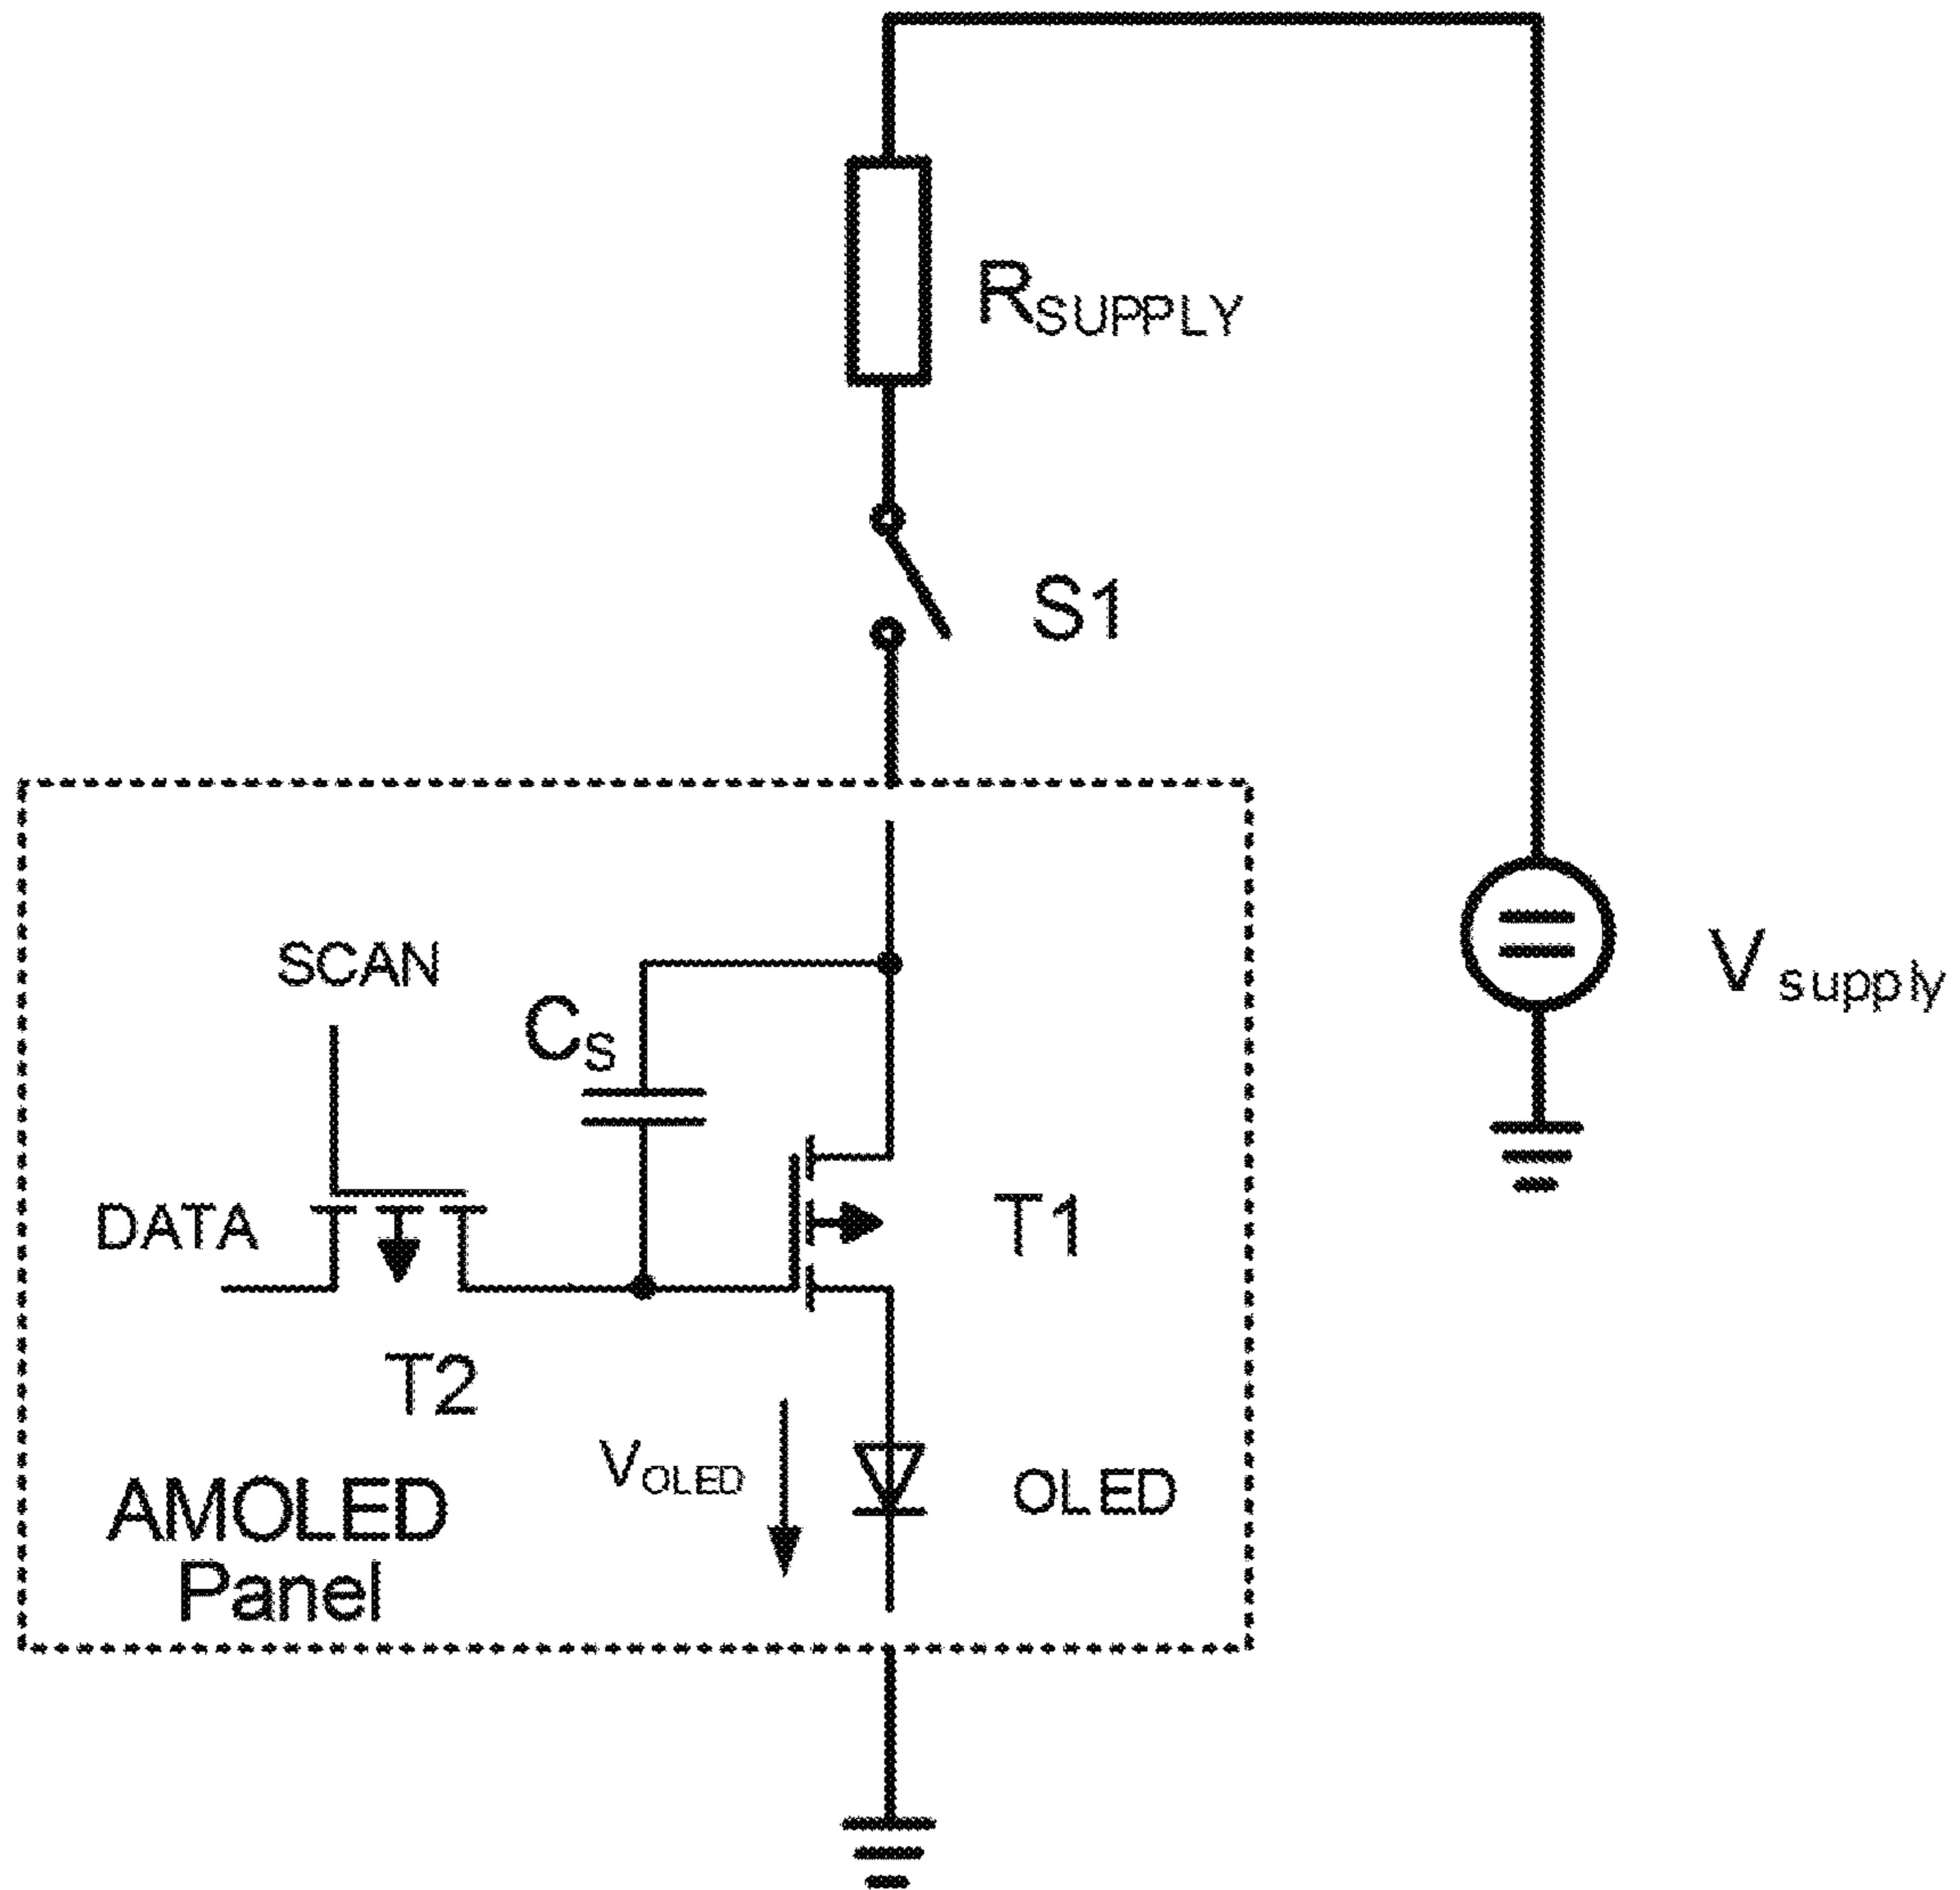 RSUPPLY
S1
SCAN
CS
Vsupply
DATA
T1
T2
VOLED
OLED
AMOLED
Panel